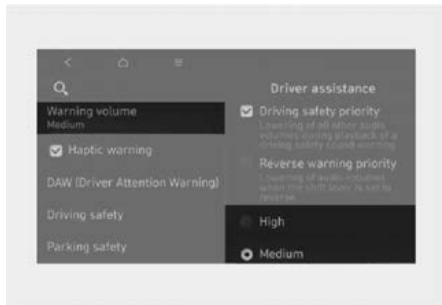 Warning volume
Medium
Haptic warning
DAW (Driver Attention Warning)
Driving safety
Parking safety
Driver assistance
Driving safety priority
Lowering of all other audio
volumes during playback of a
driving safety sound warning
Reverse warning priority
Lowering of audio volumes
when the shift lever is set to
reverse
High
Medium